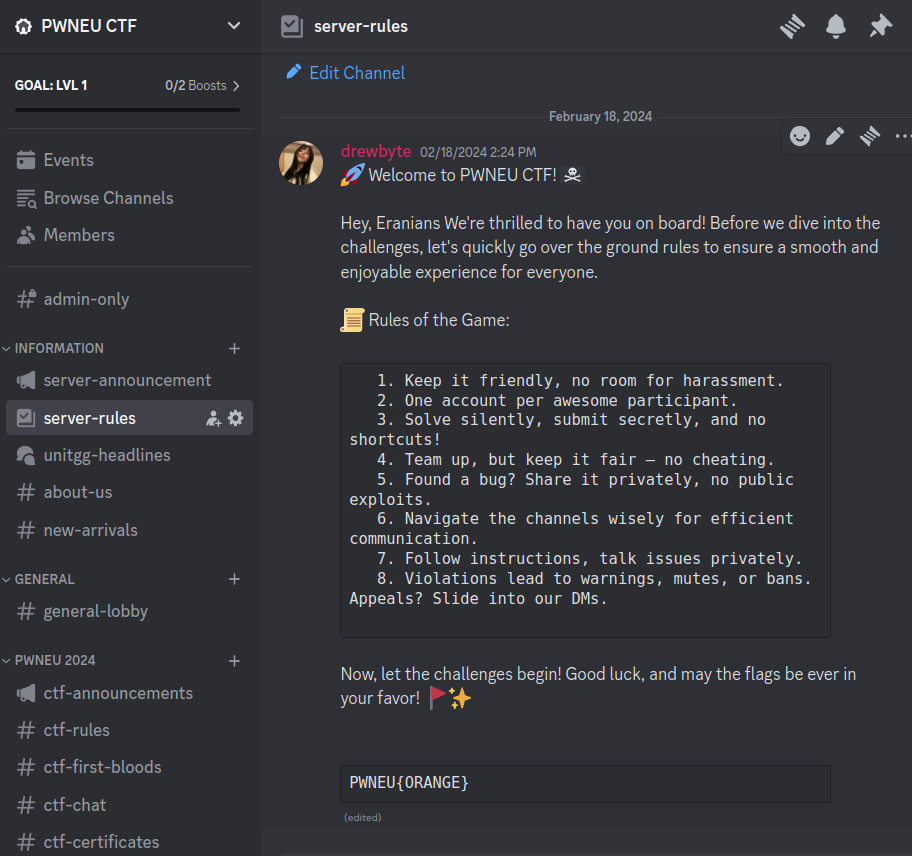 PWNEU CTF
GOAL: LVL 1
0/2 Boosts
Events
Browse Channels
Members
admin-only
INFORMATION
server-announcement
server-rules
unitgg-headlines
about-us
new-arrivals
GENERAL
general-lobby
PWNEU 2024
ctf-announcements
ctf-rules
ctf-first-bloods
ctf-chat
ctf-certificates
server-rules
Edit Channel
February 18, 2024
drewbyte 02/18/2024 2:24 PM
🚀 Welcome to PWNEU CTF! ☠
Hey, Eranians We're thrilled to have you on board! Before we dive into the
challenges, let's quickly go over the ground rules to ensure a smooth and
enjoyable experience for everyone.
📜 Rules of the Game:
1. Keep it friendly, no room for harassment.
2. One account per awesome participant.
3. Solve silently, submit secretly, and no
shortcuts!
4. Team up, but keep it fair – no cheating.
5. Found a bug? Share it privately, no public
exploits.
6. Navigate the channels wisely for efficient
communication.
7. Follow instructions, talk issues privately.
8. Violations lead to warnings, mutes, or bans.
Appeals? Slide into our DMs.
Now, let the challenges begin! Good luck, and may the flags be ever in
your favor! 🚩✨
PWNEU{ORANGE}
(edited)